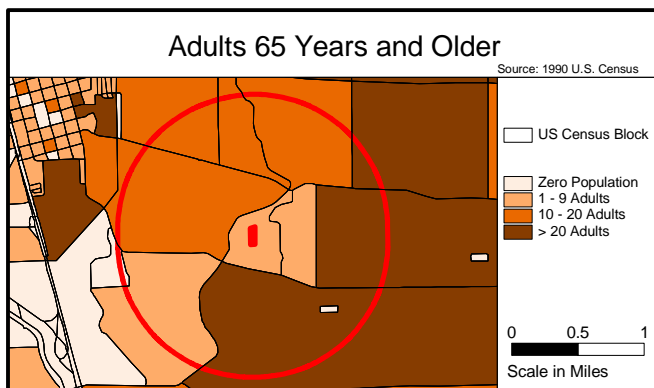 Adults 65 Years and Older
Source: 1990 U.S. Census
US Census Block
Zero Population
1 - 9 Adults
10 - 20 Adults
> 20 Adults
0 0.5 1
Scale in Miles